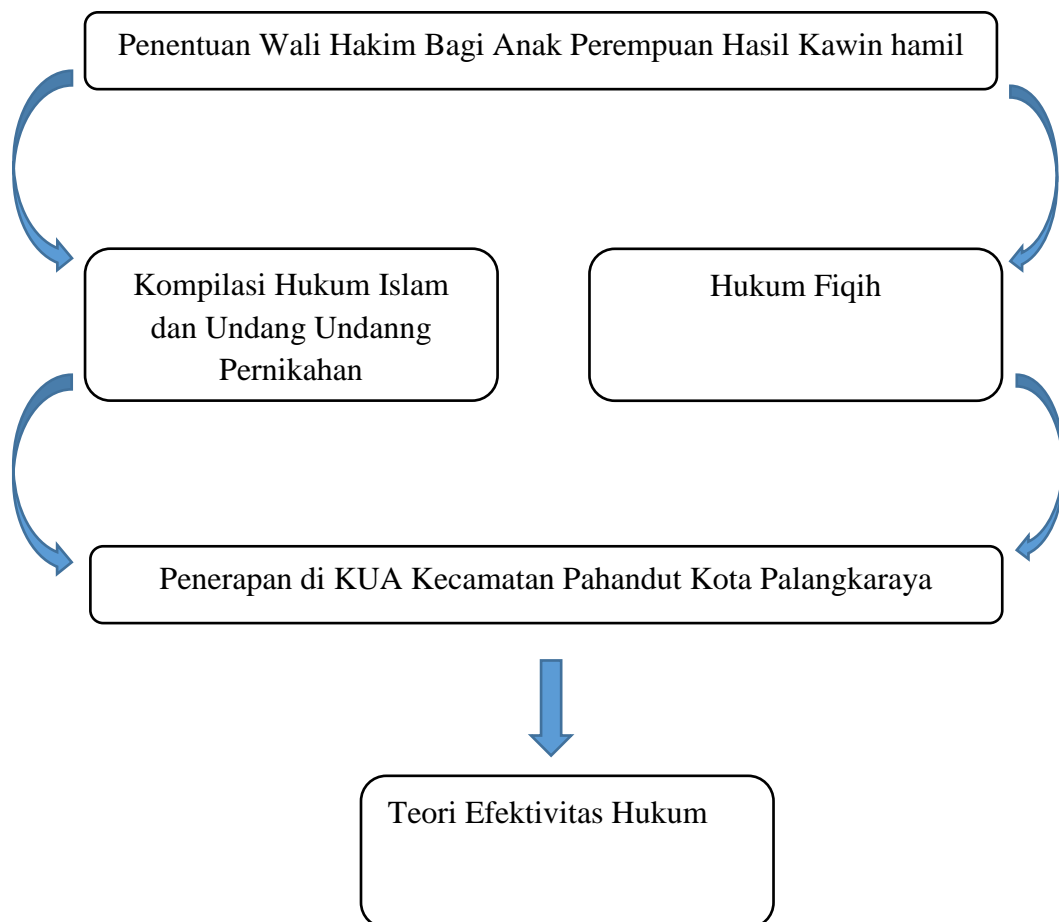 Penentuan Wali Hakim Bagi Anak Perempuan Hasil Kawin hamil
Kompilasi Hukum Islam
dan Undang Undanng
Pernikahan
Hukum Fiqih
Penerapan di KUA Kecamatan Pahandut Kota Palangkaraya
Teori Efektivitas Hukum